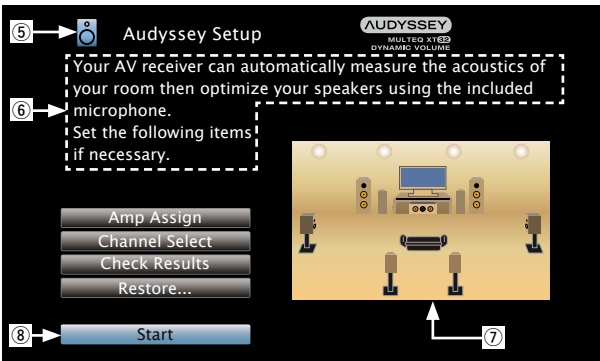 ⑤
Audyssey Setup
AUDYSSEY
MULTEQ XT32
DYNAMIC VOLUME
Your AV receiver can automatically measure the acoustics of
your room then optimize your speakers using the included
⑥
microphone.
Set the following items
if necessary.
Amp Assign
Channel Select
Check Results
Restore...
⑧
Start
⑦